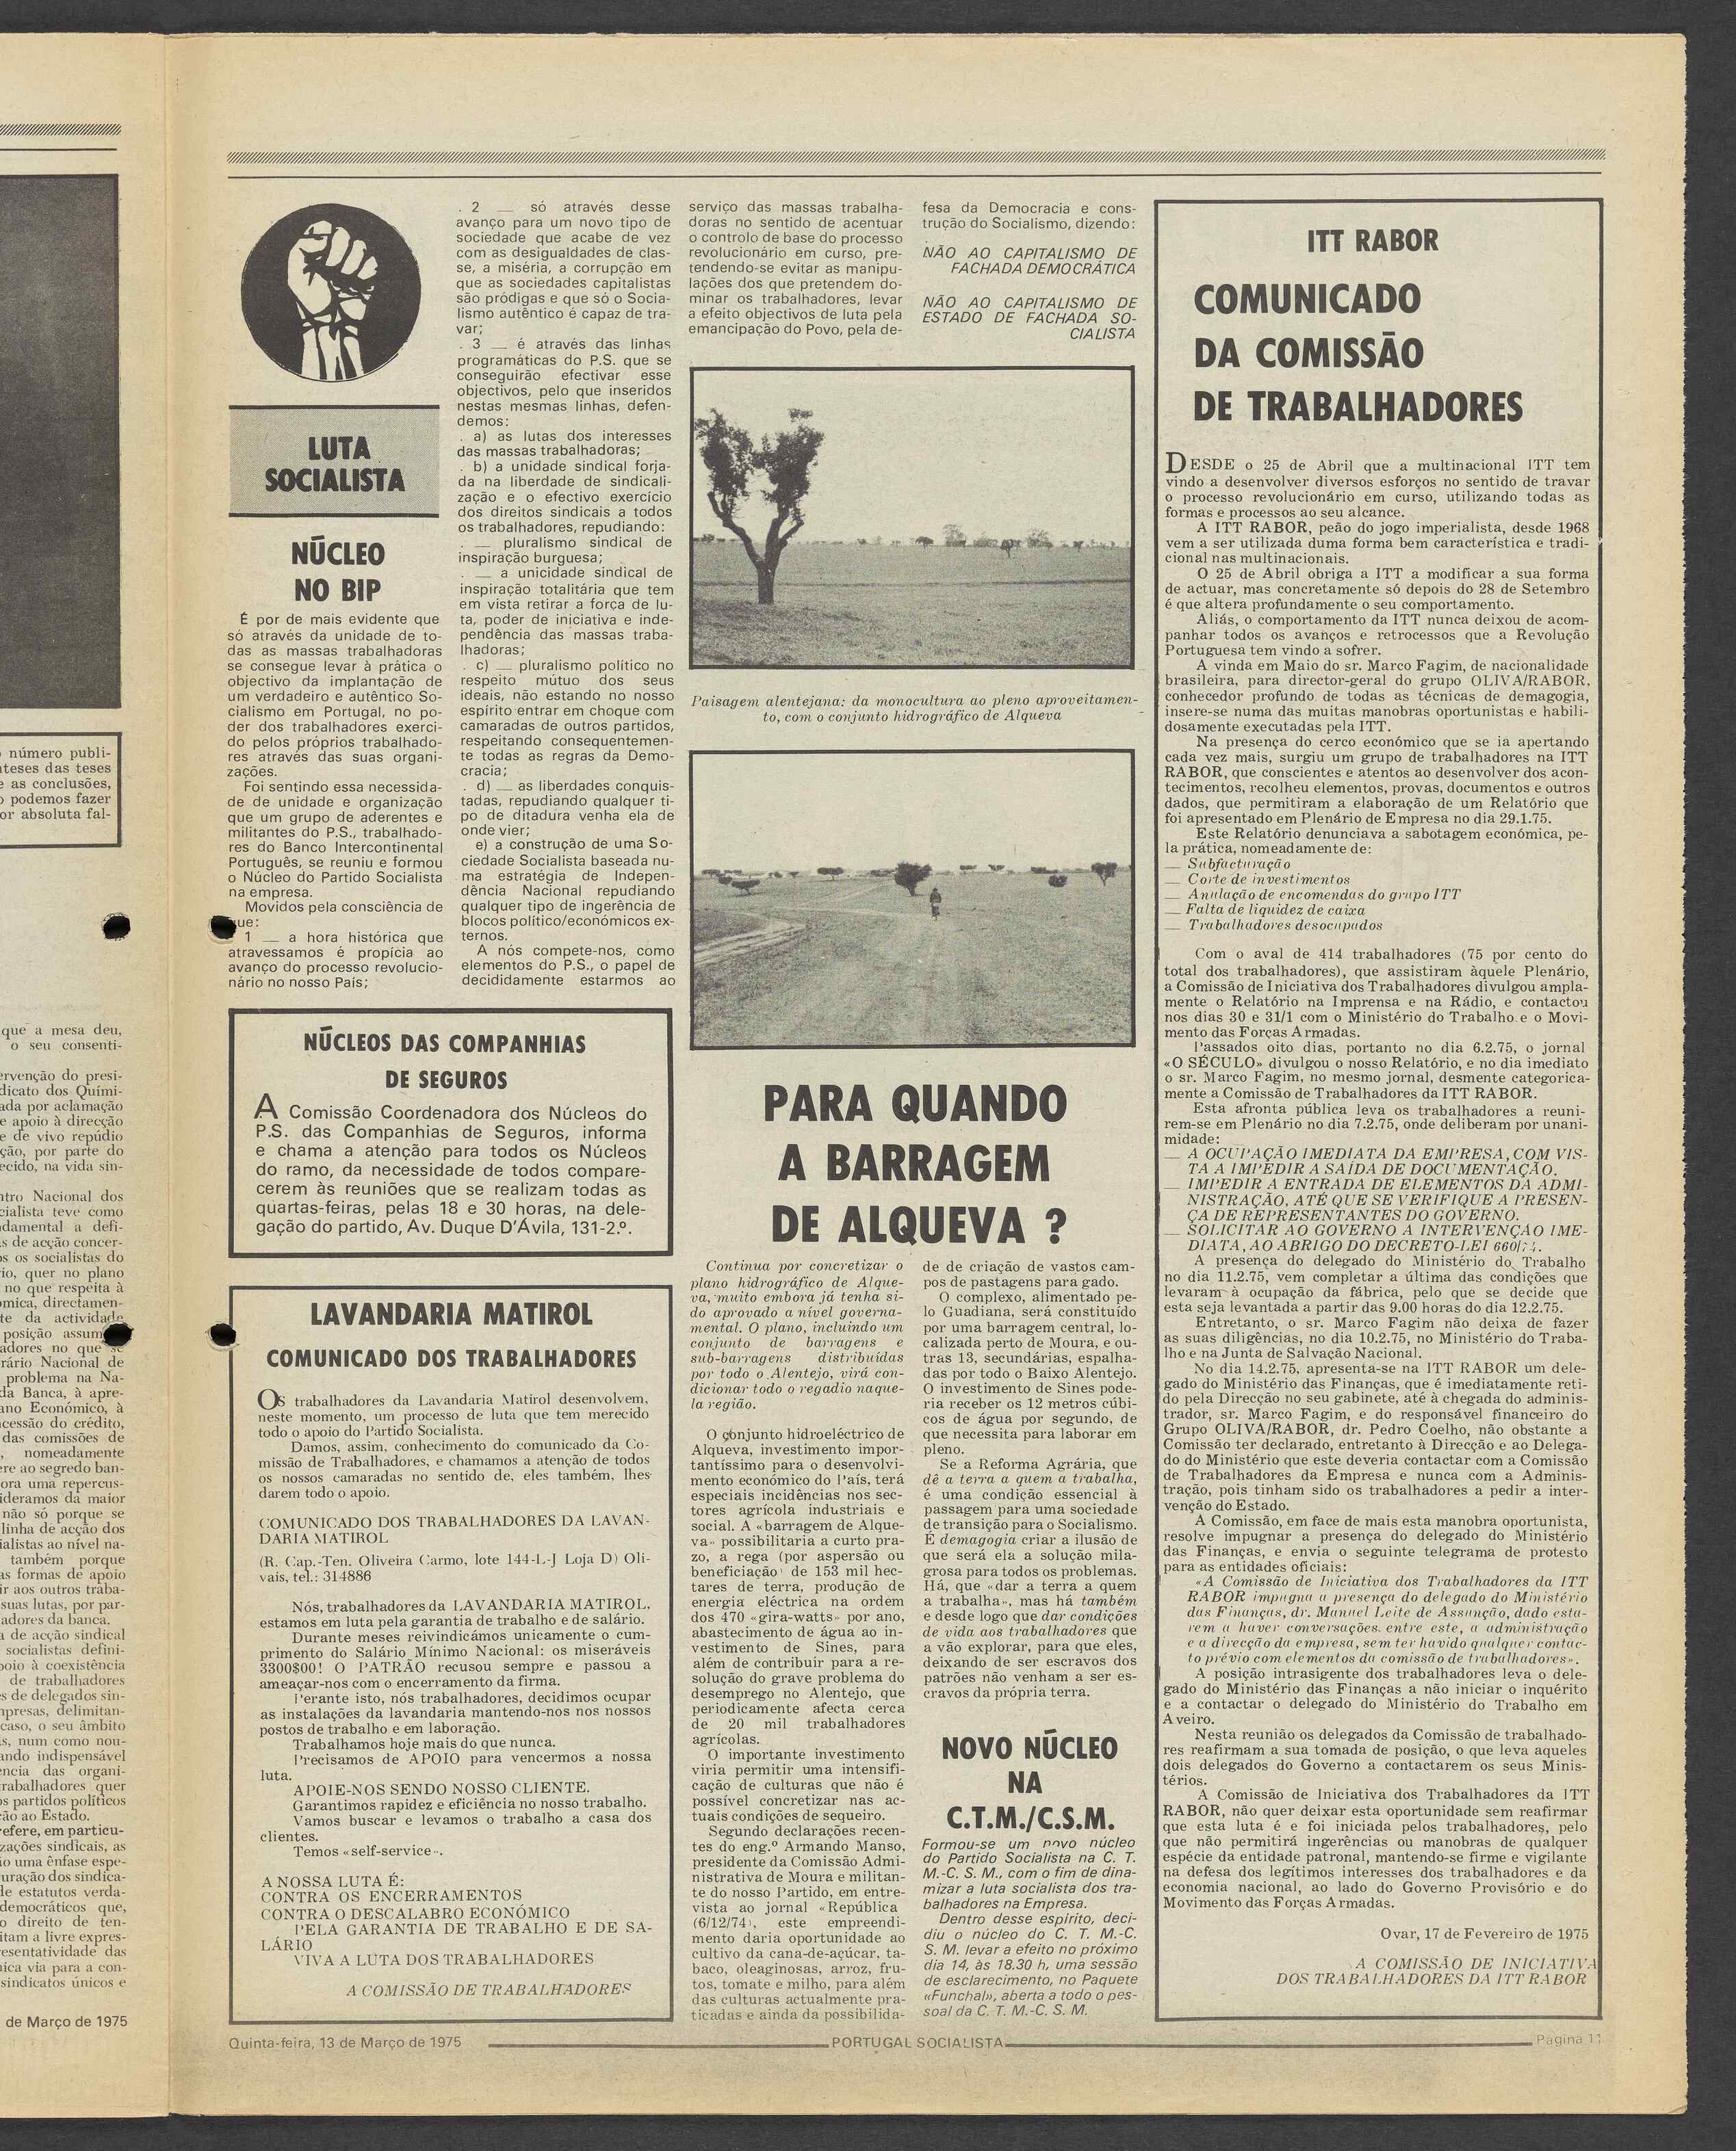 LUTA
SOCIALISTA
NÚCLEO
NO BIP
É por de mais evidente que
só através da unidade de to-
das as massas trabalhadoras
se consegue levar à prática o
objectivo da implantação de
um verdadeiro e autêntico So-
cialismo em Portugal, no po-
der dos trabalhadores exerci-
do pelos próprios trabalhado-
res através das suas organi-
zações.
Foi sentindo essa necessida-
de de unidade e organização
que um grupo de aderentes e
militantes do P.S., trabalhado-
res do Banco Intercontinental
Português, se reuniu e formou
o Núcleo do Partido Socialista
na empresa.
Movidos pela consciência de
que:
1 — a hora histórica que
atravessamos é propícia ao
avanço do processo revolucio-
nário no nosso País;
. 2 — só através desse
avanço para um novo tipo de
sociedade que acabe de vez
com as desigualdades de clas-
se, a miséria, a corrupção em
que as sociedades capitalistas
são pródigas e que só o Socia-
lismo autêntico é capaz de tra-
var;
. 3 — é através das linhas
programáticas do P.S. que se
conseguirão efectivar esse
objectivos, pelo que inseridos
nestas mesmas linhas, defen-
demos:
. a) as lutas dos interesses
das massas trabalhadoras;
. b) a unidade sindical forja-
da na liberdade de sindicali-
zação e o efectivo exercício
dos direitos sindicais a todos
os trabalhadores, repudiando:
. — pluralismo sindical de
inspiração burguesa;
. — a unicidade sindical de
inspiração totalitária que tem
em vista retirar a força de lu-
ta, poder de iniciativa e inde-
pendência das massas traba-
lhadoras;
. c) — pluralismo político no
respeito mútuo dos seus
ideais, não estando no nosso
espírito entrar em choque com
camaradas de outros partidos,
respeitando consequentemen-
te todas as regras da Demo-
cracia;
. d) — as liberdades conquis-
tadas, repudiando qualquer ti-
po de ditadura venha ela de
onde vier;
e) a construção de uma So-
ciedade Socialista baseada nu-
ma estratégia de Indepen-
dência Nacional repudiando
qualquer tipo de ingerência de
blocos político/económicos ex-
ternos.
A nós compete-nos, como
elementos do P.S., o papel de
decididamente estarmos ao
serviço das massas trabalha-
doras no sentido de acentuar
o controlo de base do processo
revolucionário em curso, pre-
tendendo-se evitar as manipu-
lações dos que pretendem do-
minar os trabalhadores, levar
a efeito objectivos de luta pela
emancipação do Povo, pela de-
fesa da Democracia e cons-
trução do Socialismo, dizendo:
NÃO AO CAPITALISMO DE
FACHADA DEMOCRÁTICA
NÃO AO CAPITALISMO DE
ESTADO DE FACHADA SO-
CIALISTA
NÚCLEOS DAS COMPANHIAS
DE SEGUROS
A Comissão Coordenadora dos Núcleos do
P.S. das Companhias de Seguros, informa
e chama a atenção para todos os Núcleos
do ramo, da necessidade de todos compare-
cerem às reuniões que se realizam todas as
quartas-feiras, pelas 18 e 30 horas, na dele-
gação do partido, Av. Duque D'Ávila, 131-2.º.
LAVANDARIA MATIROL
COMUNICADO DOS TRABALHADORES
Os trabalhadores da Lavandaria Matirol desenvolvem,
neste momento, um processo de luta que tem merecido
todo o apoio do Partido Socialista.
Damos, assim, conhecimento do comunicado da Co-
missão de Trabalhadores, e chamamos a atenção de todos
os nossos camaradas no sentido de, eles também, lhes
darem todo o apoio.
COMUNICADO DOS TRABALHADORES DA LAVAN-
DARIA MATIROL
(R. Cap.-Ten. Oliveira Carmo, lote 144-L-J Loja D) Oli-
vais, tel.: 314886
Nós, trabalhadores da LAVANDARIA MATIROL,
estamos em luta pela garantia de trabalho e de salário.
Durante meses reivindicámos unicamente o cum-
primento do Salário Mínimo Nacional: os miseráveis
3300$00! O PATRÃO recusou sempre e passou a
ameaçar-nos com o encerramento da firma.
Perante isto, nós trabalhadores, decidimos ocupar
as instalações da lavandaria mantendo-nos nos nossos
postos de trabalho e em laboração.
Trabalhamos hoje mais do que nunca.
Precisamos de APOIO para vencermos a nossa
luta.
APOIE-NOS SENDO NOSSO CLIENTE.
Garantimos rapidez e eficiência no nosso trabalho.
Vamos buscar e levamos o trabalho a casa dos
clientes.
Temos «self-service».
A NOSSA LUTA É:
CONTRA OS ENCERRAMENTOS
CONTRA O DESCALABRO ECONÓMICO
PELA GARANTIA DE TRABALHO E DE SA-
LÁRIO
VIVA A LUTA DOS TRABALHADORES
A COMISSÃO DE TRABALHADORES
Paisagem alentejana: da monocultura ao pleno aproveitamen-
to, com o conjunto hidrográfico de Alqueva
PARA QUANDO
A BARRAGEM
DE ALQUEVA ?
Continua por concretizar o
plano hidrográfico de Alque-
va, muito embora já tenha si-
do aprovado a nível governa-
mental. O plano, incluindo um
conjunto de barragens e
sub-barragens distribuídas
por todo o Alentejo, virá con-
dicionar todo o regadio naque-
la região.
O conjunto hidroeléctrico de
Alqueva, investimento impor-
tantíssimo para o desenvolvi-
mento económico do País, terá
especiais incidências nos sec-
tores agrícola industriais e
social. A «barragem de Alque-
va» possibilitaria a curto pra-
zo, a rega (por aspersão ou
beneficiação) de 153 mil hec-
tares de terra, produção de
energia eléctrica na ordem
dos 470 «gira-watts» por ano,
abastecimento de água ao in-
vestimento de Sines, para
além de contribuir para a re-
solução do grave problema do
desemprego no Alentejo, que
periodicamente afecta cerca
de 20 mil trabalhadores
agrícolas.
O importante investimento
viria permitir uma intensifi-
cação de culturas que não é
possível concretizar nas ac-
tuais condições de sequeiro.
Segundo declarações recen-
tes do eng.º Armando Manso,
presidente da Comissão Admi-
nistrativa de Moura e militan-
te do nosso Partido, em entre-
vista ao jornal «República
(6/12/74), este empreendi-
mento daria oportunidade ao
cultivo da cana-de-açúcar, ta-
baco, oleaginosas, arroz, fru-
tos, tomate e milho, para além
das culturas actualmente pra-
ticadas e ainda da possibilida-
de de criação de vastos cam-
pos de pastagens para gado.
O complexo, alimentado pe-
lo Guadiana, será constituído
por uma barragem central, lo-
calizada perto de Moura, e ou-
tras 13, secundárias, espalha-
das por todo o Baixo Alentejo.
O investimento de Sines pode-
ria receber os 12 metros cúbi-
cos de água por segundo, de
que necessita para laborar em
pleno.
Se a Reforma Agrária, que
dê a terra a quem a trabalha,
é uma condição essencial à
passagem para uma sociedade
de transição para o Socialismo.
É demagogia criar a ilusão de
que será ela a solução mila-
grosa para todos os problemas.
Há, que «dar a terra a quem
a trabalha», mas há também
e desde logo que dar condições
de vida aos trabalhadores que
a vão explorar, para que eles,
deixando de ser escravos dos
patrões não venham a ser es-
cravos da própria terra.
NOVO NÚCLEO
NA
C.T.M./C.S.M.
Formou-se um novo núcleo
do Partido Socialista na C. T.
M.-C. S. M., com o fim de dina-
mizar a luta socialista dos tra-
balhadores na Empresa.
Dentro desse espírito, deci-
diu o núcleo do C. T. M.-C.
S. M. levar a efeito no próximo
dia 14, às 18.30 h, uma sessão
de esclarecimento, no Paquete
«Funchal», aberta a todo o pes-
soal da C. T. M.-C. S. M.
ITT RABOR
COMUNICADO
DA COMISSÃO
DE TRABALHADORES
DESDE o 25 de Abril que a multinacional ITT tem
vindo a desenvolver diversos esforços no sentido de travar
o processo revolucionário em curso, utilizando todas as
formas e processos ao seu alcance.
A ITT RABOR, peão do jogo imperialista, desde 1968
vem a ser utilizada duma forma bem característica e tradi-
cional nas multinacionais.
O 25 de Abril obriga a ITT a modificar a sua forma
de actuar, mas concretamente só depois do 28 de Setembro
é que altera profundamente o seu comportamento.
Aliás, o comportamento da ITT nunca deixou de acom-
panhar todos os avanços e retrocessos que a Revolução
Portuguesa tem vindo a sofrer.
A vinda em Maio do sr. Marco Fagim, de nacionalidade
brasileira, para director-geral do grupo OLIVA/RABOR,
conhecedor profundo de todas as técnicas de demagogia,
insere-se numa das muitas manobras oportunistas e habili-
dosamente executadas pela ITT.
Na presença do cerco económico que se ia apertando
cada vez mais, surgiu um grupo de trabalhadores na ITT
RABOR, que conscientes e atentos ao desenvolver dos acon-
tecimentos, recolheu elementos, provas, documentos e outros
dados, que permitiram a elaboração de um Relatório que
foi apresentado em Plenário de Empresa no dia 29.1.75.
Este Relatório denunciava a sabotagem económica, pe-
la prática, nomeadamente de:
— Subfacturação
— Corte de investimentos
— Anulação de encomendas do grupo ITT
— Falta de liquidez de caixa
— Trabalhadores desocupados
Com o aval de 414 trabalhadores (75 por cento do
total dos trabalhadores), que assistiram àquele Plenário,
a Comissão de Iniciativa dos Trabalhadores divulgou ampla-
mente o Relatório na Imprensa e na Rádio, e contactou
nos dias 30 e 31/1 com o Ministério do Trabalho e o Movi-
mento das Forças Armadas.
Passados oito dias, portanto no dia 6.2.75, o jornal
«O SÉCULO» divulgou o nosso Relatório, e no dia imediato
o sr. Marco Fagim, no mesmo jornal, desmente categorica-
mente a Comissão de Trabalhadores da ITT RABOR.
Esta afronta pública leva os trabalhadores a reuni-
rem-se em Plenário no dia 7.2.75, onde deliberam por unani-
midade:
— A OCUPAÇÃO IMEDIATA DA EMPRESA, COM VIS-
TA A IMPEDIR A SAÍDA DE DOCUMENTAÇÃO.
— IMPEDIR A ENTRADA DE ELEMENTOS DA ADMI-
NISTRAÇÃO, ATÉ QUE SE VERIFIQUE A PRESEN-
ÇA DE REPRESENTANTES DO GOVERNO.
— SOLICITAR AO GOVERNO A INTERVENÇÃO IME-
DIATA, AO ABRIGO DO DECRETO-LEI 660/74.
A presença do delegado do Ministério do Trabalho
no dia 11.2.75, vem completar a última das condições que
levaram à ocupação da fábrica, pelo que se decide que
esta seja levantada a partir das 9.00 horas do dia 12.2.75.
Entretanto, o sr. Marco Fagim não deixa de fazer
as suas diligências, no dia 10.2.75, no Ministério do Traba-
lho e na Junta de Salvação Nacional.
No dia 14.2.75, apresenta-se na ITT RABOR um dele-
gado do Ministério das Finanças, que é imediatamente reti-
do pela Direcção no seu gabinete, até à chegada do adminis-
trador, sr. Marco Fagim, e do responsável financeiro do
Grupo OLIVA/RABOR, dr. Pedro Coelho, não obstante a
Comissão ter declarado, entretanto à Direcção e ao Delega-
do do Ministério que este deveria contactar com a Comissão
de Trabalhadores da Empresa e nunca com a Adminis-
tração, pois tinham sido os trabalhadores a pedir a inter-
venção do Estado.
A Comissão, em face de mais esta manobra oportunista,
resolve impugnar a presença do delegado do Ministério
das Finanças, e envia o seguinte telegrama de protesto
para as entidades oficiais:
«A Comissão de Iniciativa dos Trabalhadores da ITT
RABOR impugna a presença do delegado do Ministério
das Finanças, dr. Manuel Leite de Assunção, dado esta-
rem a haver conversações entre este, a administração
e a direcção da empresa, sem ter havido qualquer contac-
to prévio com elementos da comissão de trabalhadores».
A posição intrasigente dos trabalhadores leva o dele-
gado do Ministério das Finanças a não iniciar o inquérito
e a contactar o delegado do Ministério do Trabalho em
Aveiro.
Nesta reunião os delegados da Comissão de trabalhado-
res reafirmam a sua tomada de posição, o que leva aqueles
dois delegados do Governo a contactarem os seus Minis-
térios.
A Comissão de Iniciativa dos Trabalhadores da ITT
RABOR, não quer deixar esta oportunidade sem reafirmar
que esta luta é e foi iniciada pelos trabalhadores, pelo
que não permitirá ingerências ou manobras de qualquer
espécie da entidade patronal, mantendo-se firme e vigilante
na defesa dos legítimos interesses dos trabalhadores e da
economia nacional, ao lado do Governo Provisório e do
Movimento das Forças Armadas.
Ovar, 17 de Fevereiro de 1975
A COMISSÃO DE INICIATIVA
DOS TRABALHADORES DA ITT RABOR
Quinta-feira, 13 de Março de 1975
PORTUGAL SOCIALISTA
Página 11